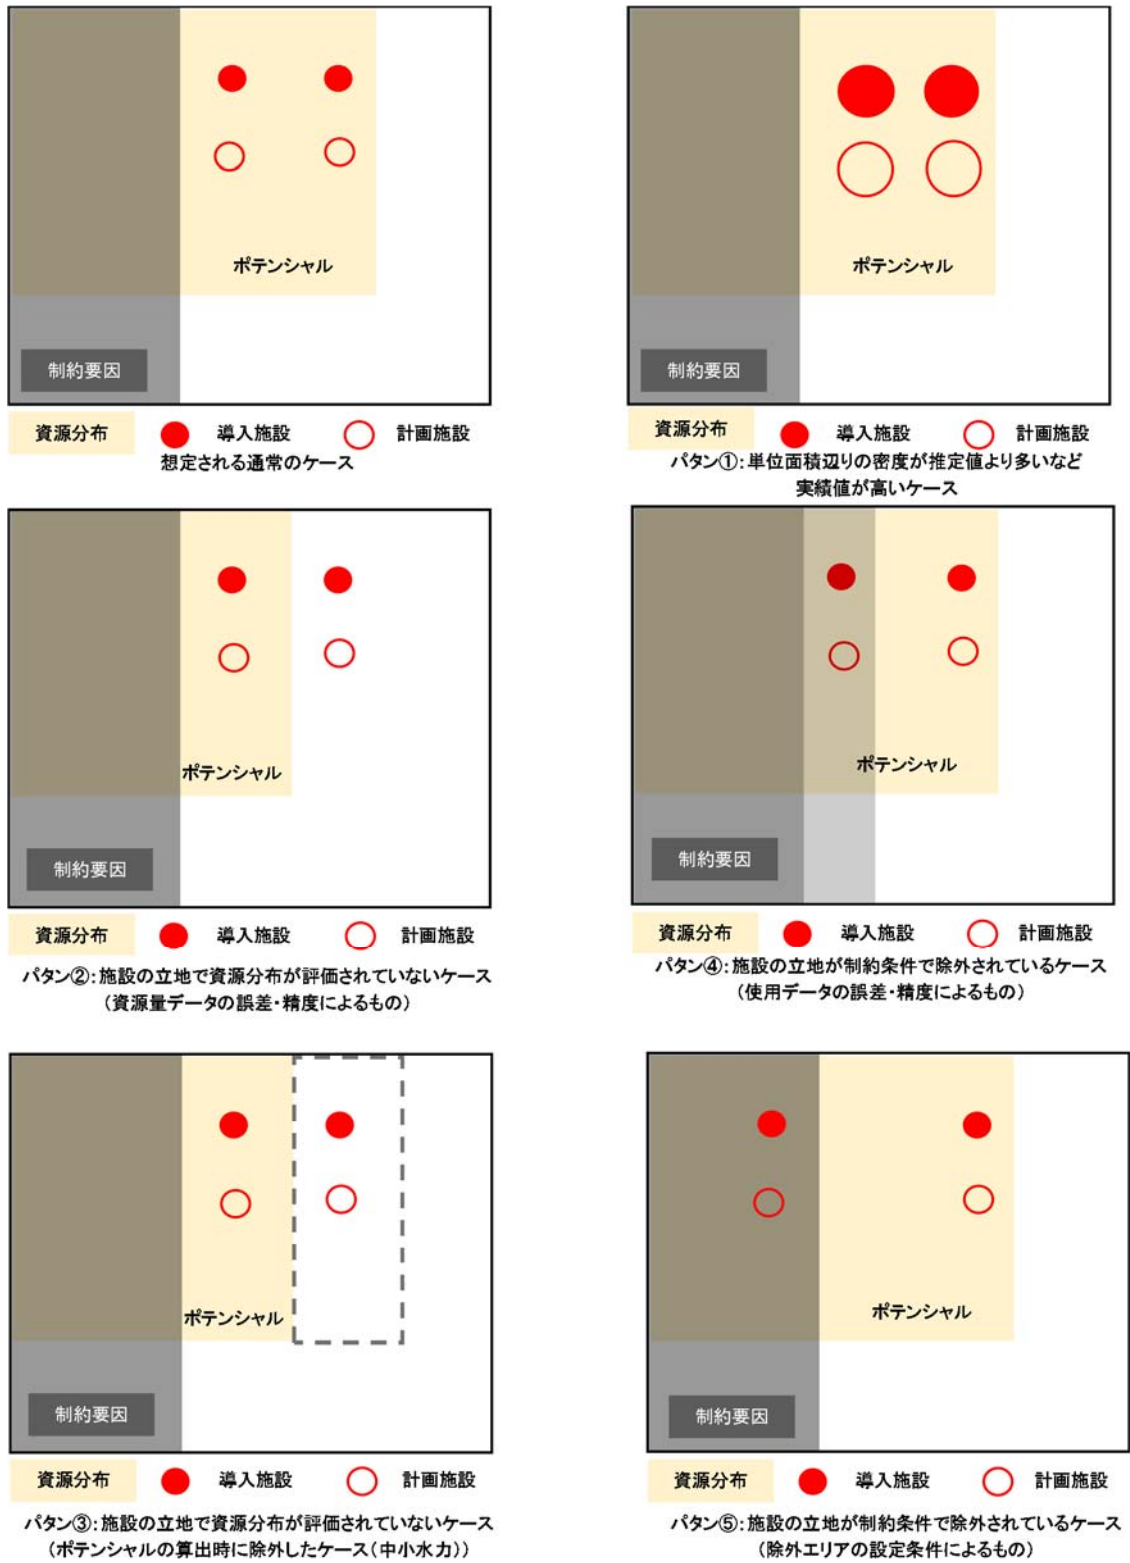 ポテンシャル
制約要因
資源分布 導入施設 計画施設
想定される通常のケース
ポテンシャル
制約要因
資源分布 導入施設 計画施設
パタン①:単位面積辺りの密度が推定値より多いなど
実績値が高いケース
ポテンシャル
制約要因
資源分布 導入施設 計画施設
パタン②:施設の立地で資源分布が評価されていないケース
(資源量データの誤差・精度によるもの)
ポテンシャル
制約要因
資源分布 導入施設 計画施設
パタン④:施設の立地が制約条件で除外されているケース
(使用データの誤差・精度によるもの)
ポテンシャル
制約要因
資源分布 導入施設 計画施設
パタン③:施設の立地で資源分布が評価されていないケース
(ポテンシャルの算出時に除外したケース(中小水力))
ポテンシャル
制約要因
資源分布 導入施設 計画施設
パタン⑤:施設の立地が制約条件で除外されているケース
(除外エリアの設定条件によるもの)